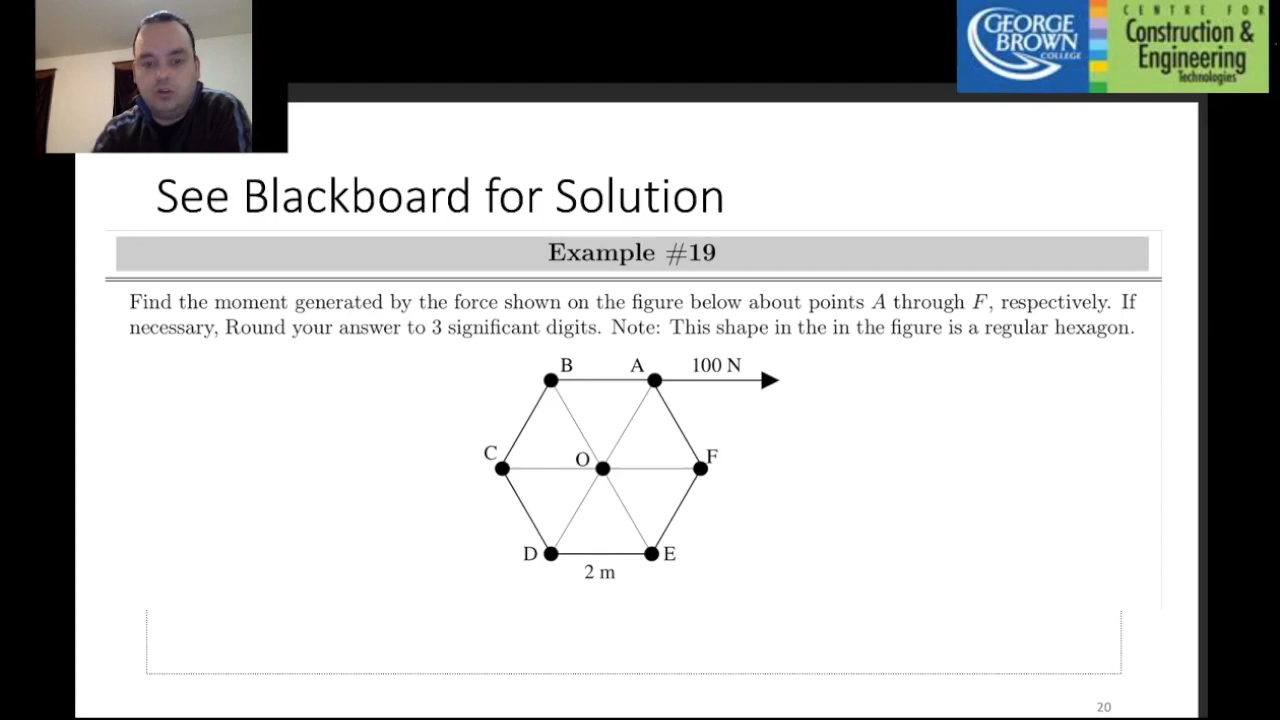 GEORGE
BROWN
COLLEGE
CENTRE FOR
Construction &
Engineering
Technologies
See Blackboard for Solution
Example #19
Find the moment generated by the force shown on the figure below about points A through F, respectively. If
necessary, Round your answer to 3 significant digits. Note: This shape in the in the figure is a regular hexagon.
B A 100 N
C O F
D E
2 m
20